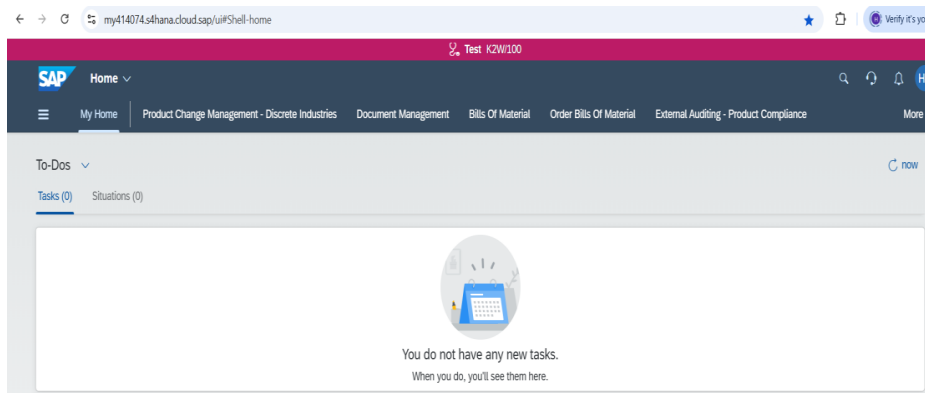 my414074.s4hana.cloud.sap/ui#Shell-home
Verify it's yo
Test K2W/100
SAP Home
H
My Home Product Change Management - Discrete Industries Document Management Bills Of Material Order Bills Of Material External Auditing - Product Compliance More
To-Dos
now
Tasks (0) Situations (0)
You do not have any new tasks.
When you do, you'll see them here.